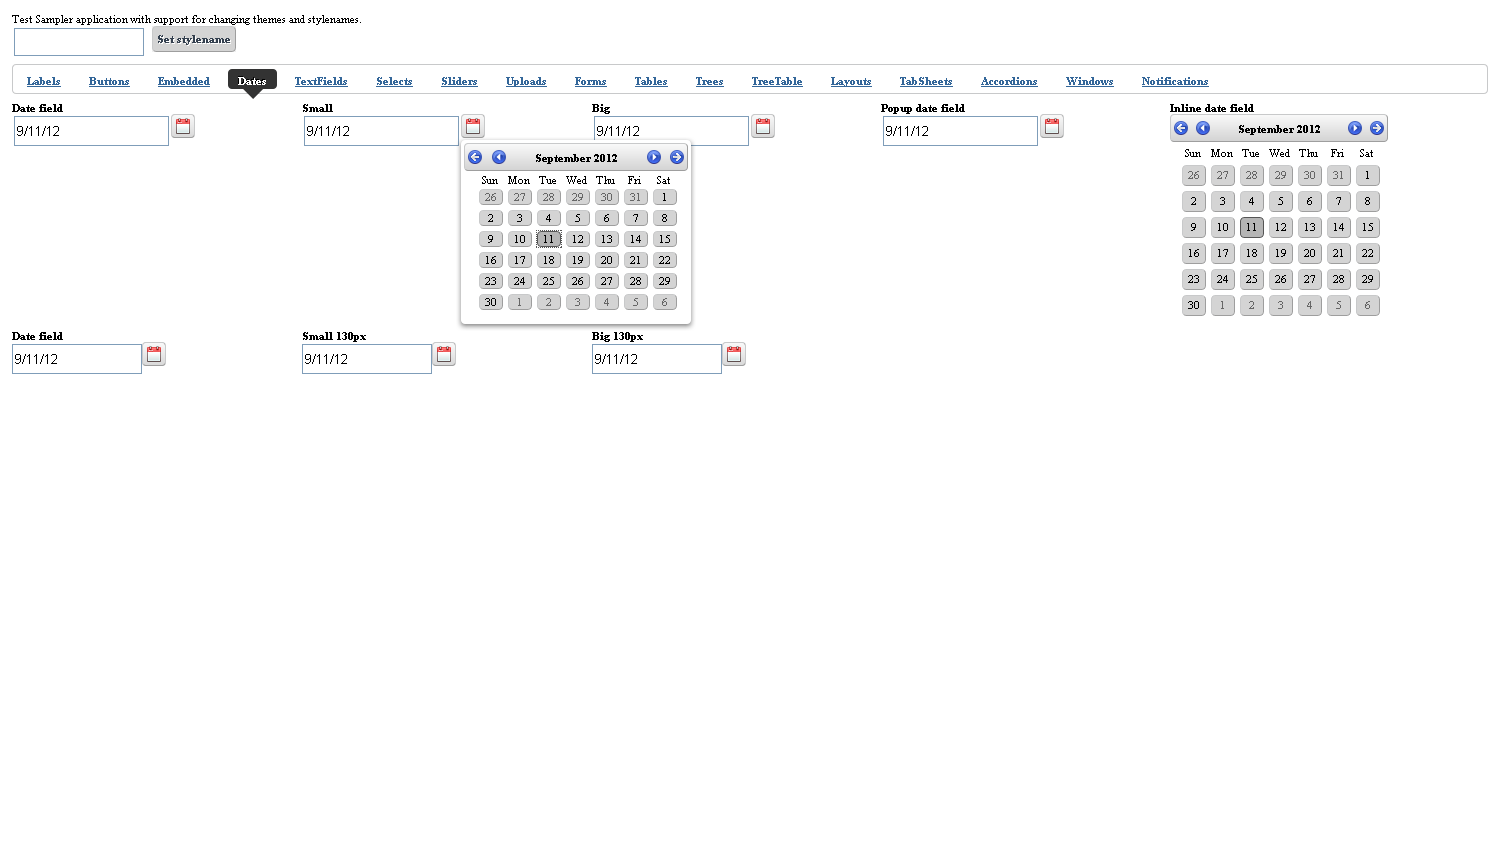 Test Sampler application with support for changing themes and stylenames.
Set stylename
Labels Buttons Embedded Dates TextFields Selects Sliders Uploads Forms Tables Trees TreeTable Layouts TabSheets Accordions Windows Notifications
Date field Small Big Popup date field Inline date field
9/11/12 9/11/12 9/11/12 9/11/12
September 2012
Sun Mon Tue Wed Thu Fri Sat
26 27 28 29 30 31 1
2 3 4 5 6 7 8
9 10 11 12 13 14 15
16 17 18 19 20 21 22
23 24 25 26 27 28 29
30 1 2 3 4 5 6
September 2012
Sun Mon Tue Wed Thu Fri Sat
26 27 28 29 30 31 1
2 3 4 5 6 7 8
9 10 11 12 13 14 15
16 17 18 19 20 21 22
23 24 25 26 27 28 29
30 1 2 3 4 5 6
Date field Small 130px Big 130px
9/11/12 9/11/12 9/11/12